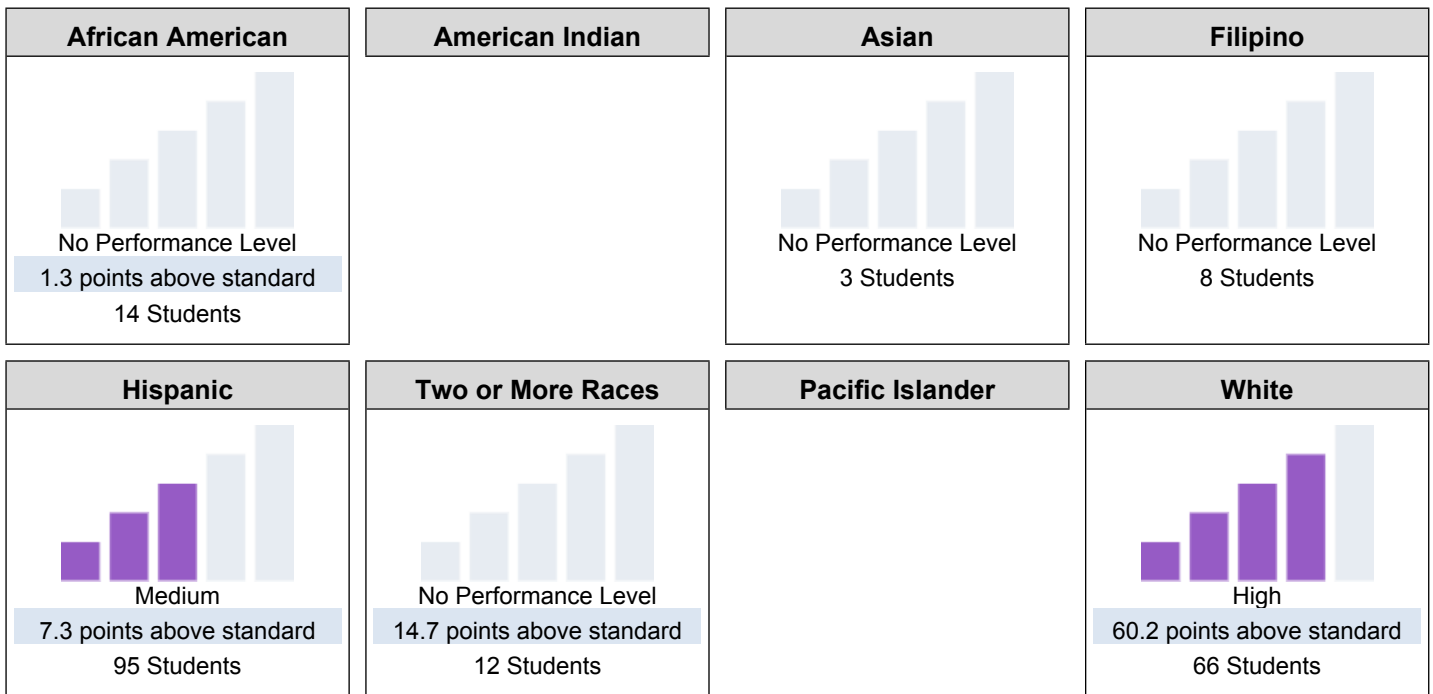 African American
No Performance Level
1.3 points above standard
14 Students
American Indian
Asian
No Performance Level
3 Students
Filipino
No Performance Level
8 Students
Hispanic
Medium
7.3 points above standard
95 Students
Two or More Races
No Performance Level
14.7 points above standard
12 Students
Pacific Islander
White
High
60.2 points above standard
66 Students